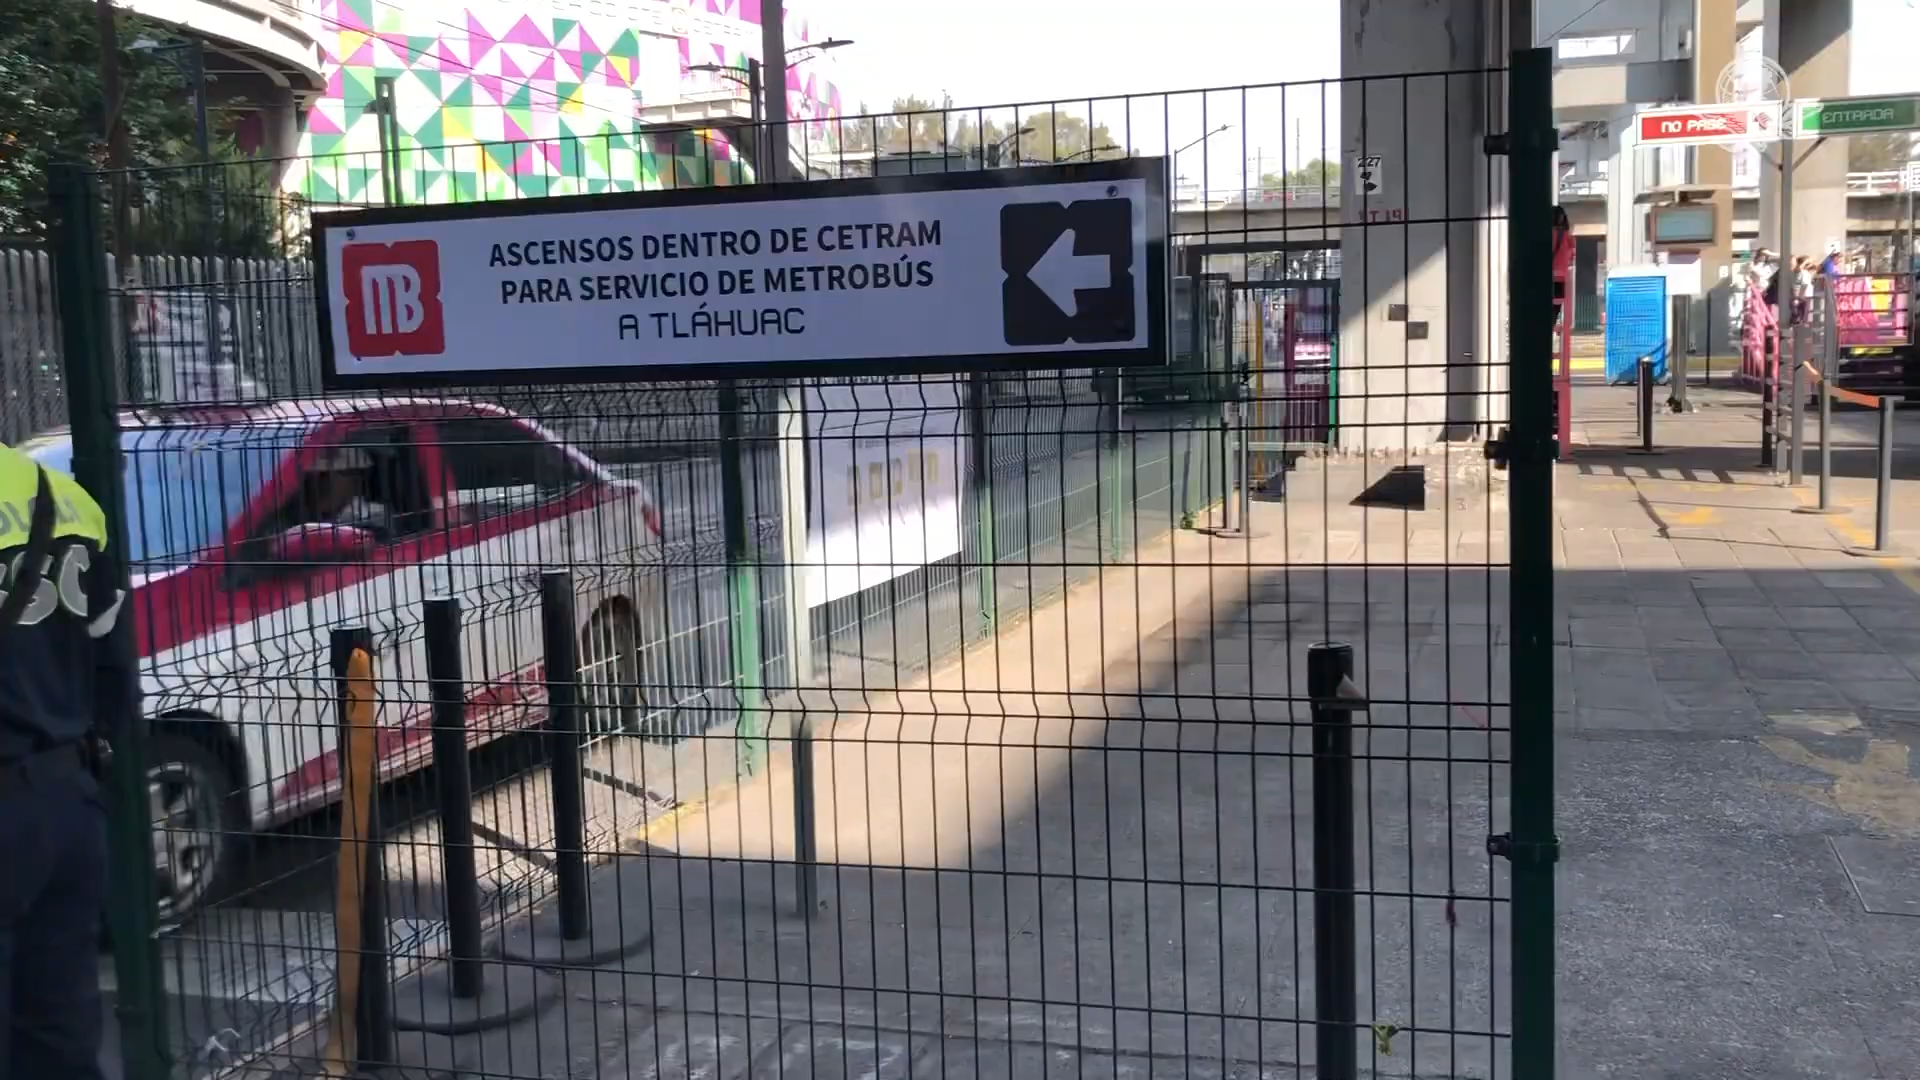 MB
ASCENSOS DENTRO DE CETRAM
PARA SERVICIO DE METROBÚS
A TLÁHUAC
227
NO PASE
ENTRADA